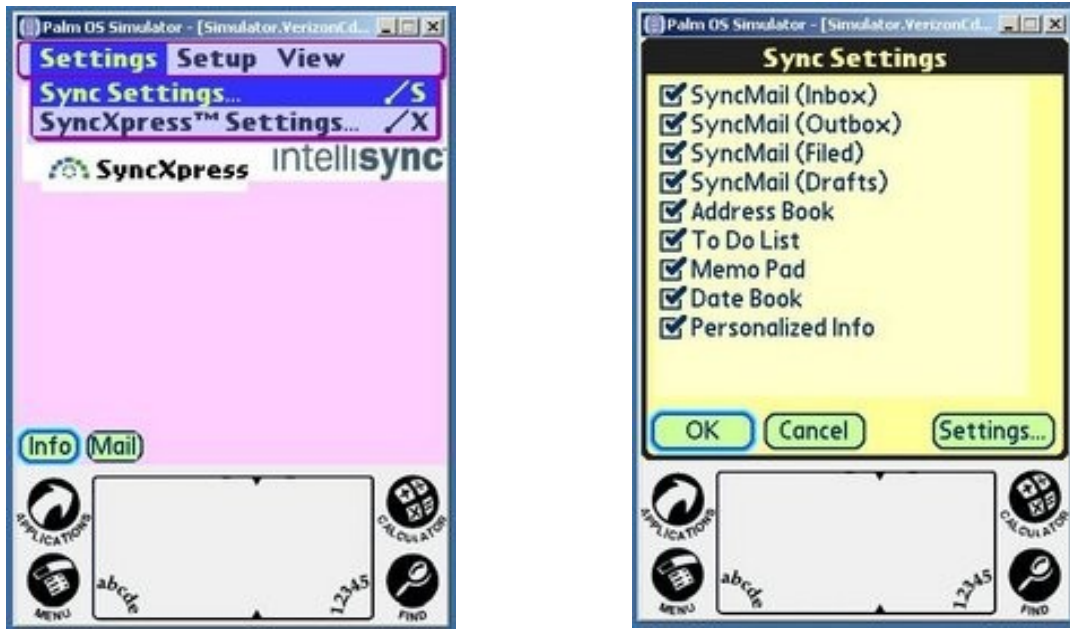 Palm OS Simulator - [Simulator.VerizonCd...
Settings Setup View
Sync Settings... /S
SyncXpress™ Settings... /X
SyncXpress intellisync
Info Mail
APPLICATIONS
CALCULATOR
MENU
abcde
12345
FIND
Palm OS Simulator - [Simulator.VerizonCd...
Sync Settings
SyncMail (Inbox)
SyncMail (Outbox)
SyncMail (Filed)
SyncMail (Drafts)
Address Book
To Do List
Memo Pad
Date Book
Personalized Info
OK Cancel Settings...
APPLICATIONS
CALCULATOR
MENU
abcde
12345
FIND